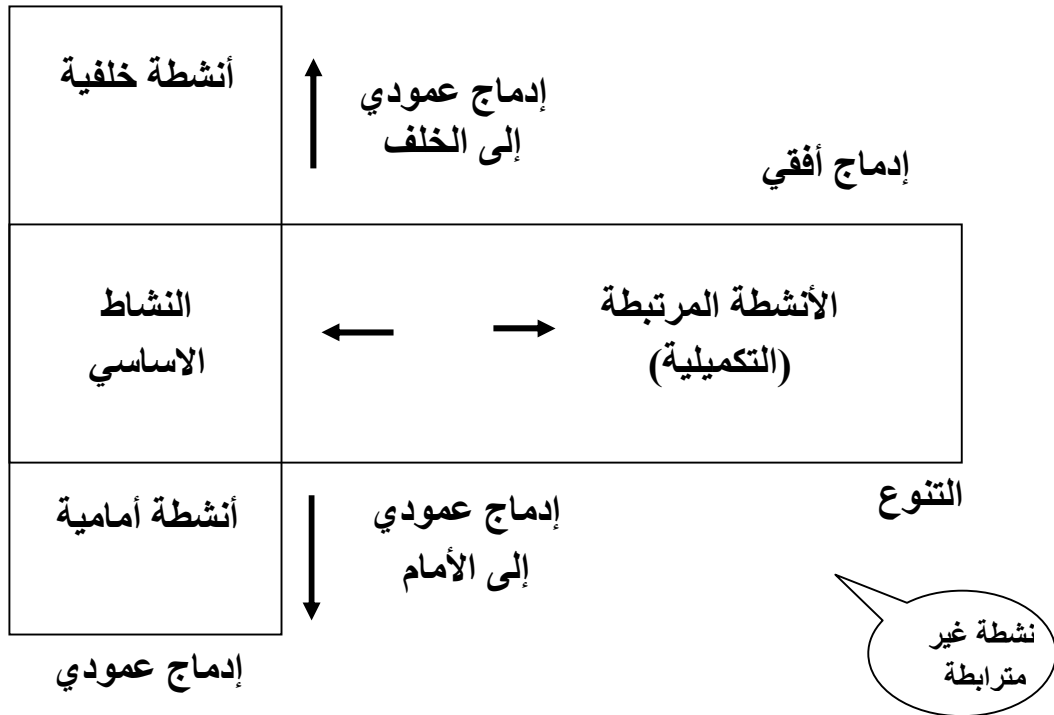 أنشطة خلفية
إدماج عمودي
إلى الخلف
إدماج أفقي
النشاط
الاساسي
الأنشطة المرتبطة
(التكميلية)
أنشطة أمامية
إدماج عمودي
إلى الأمام
التنوع
نشطة غير
مترابطة
إدماج عمودي